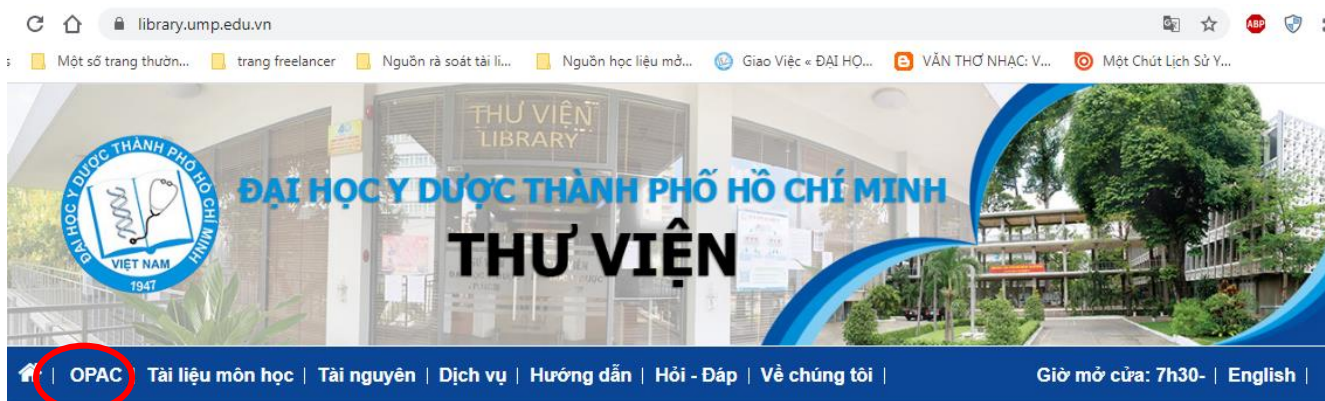 library.ump.edu.vn
ABP
Một số trang thườn... trang freelancer Nguồn rà soát tài li... Nguồn học liệu mở... Giao Việc « ĐẠI HỌ... VĂN THƠ NHẠC: V... Một Chút Lịch Sử Y...
THƯ VIỆN
LIBRARY
ĐẠI HỌC Y DƯỢC THÀNH PHỐ HỒ CHÍ MINH
VIỆT NAM
1947
ĐẠI HỌC Y DƯỢC THÀNH PHỐ HỒ CHÍ MINH
THƯ VIỆN
| OPAC | Tài liệu môn học | Tài nguyên | Dịch vụ | Hướng dẫn | Hỏi - Đáp | Về chúng tôi | Giờ mở cửa: 7h30- | English |